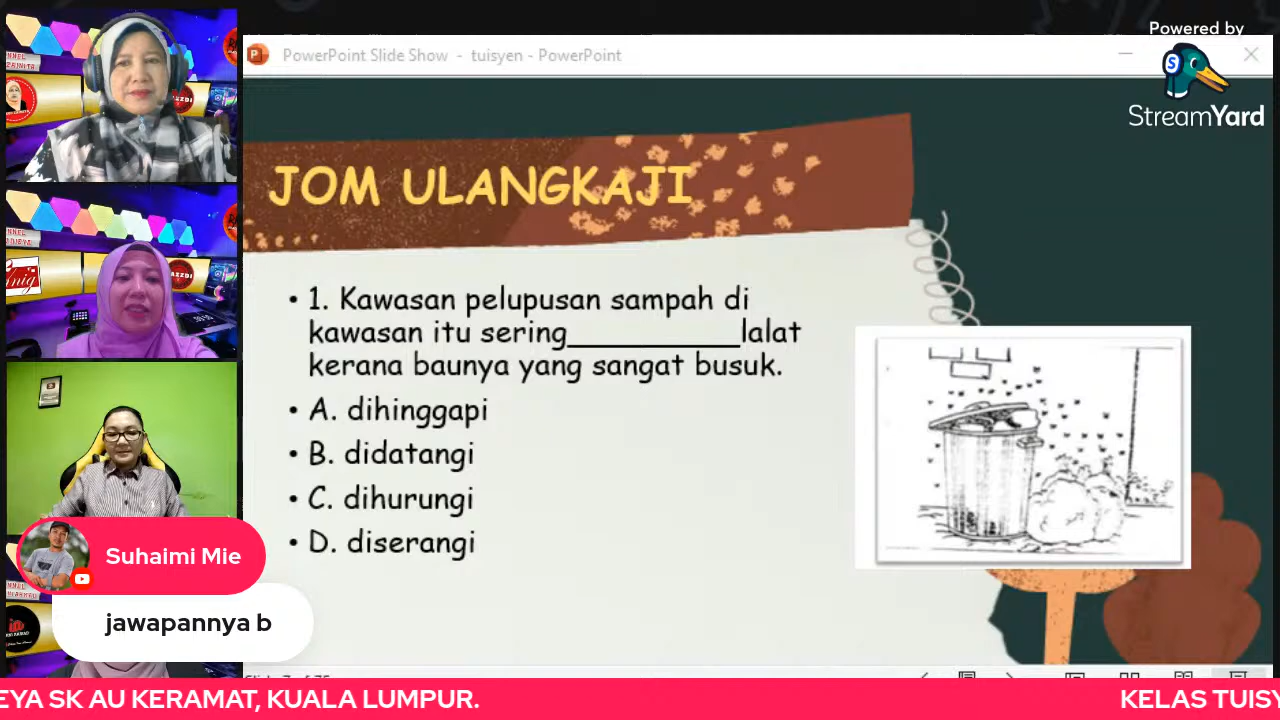 Powered by
StreamYard
PowerPoint Slide Show - tuisyen - PowerPoint
JOM ULANGKAJI
• 1. Kawasan pelupusan sampah di
kawasan itu sering__________lalat
kerana baunya yang sangat busuk.
• A. dihinggapi
• B. didatangi
• C. dihurungi
• D. diserangi
Suhaimi Mie
jawapannya b
EYA SK AU KERAMAT, KUALA LUMPUR.
KELAS TUISY